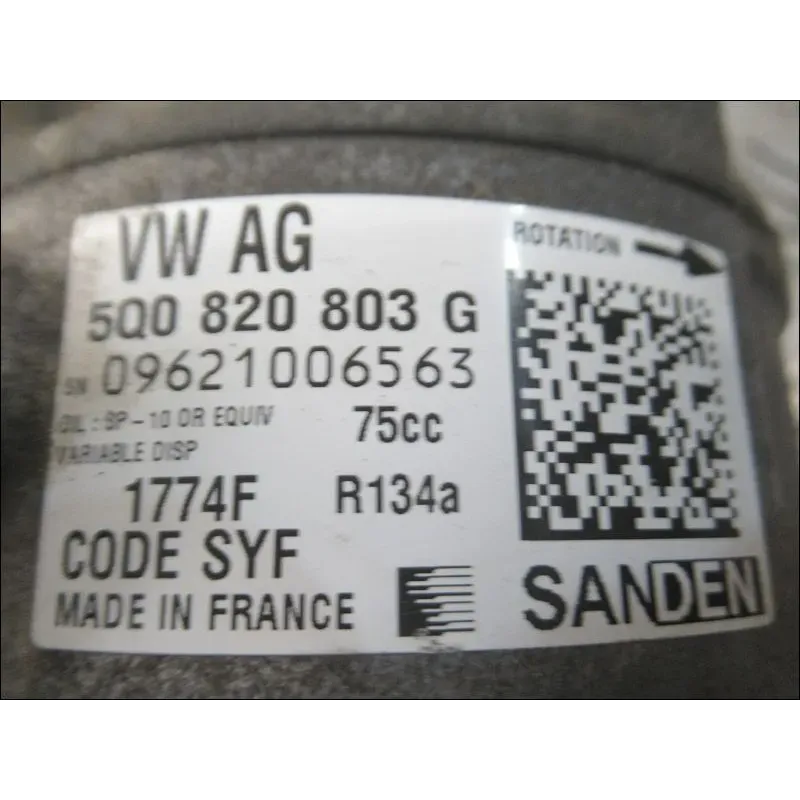 VW AG
ROTATION
5Q0 820 803 G
SN 09621006563
OIL : SP-10 OR EQUIV 75cc
VARIABLE DISP
1774F R134a
CODE SYF
MADE IN FRANCE
SANDEN